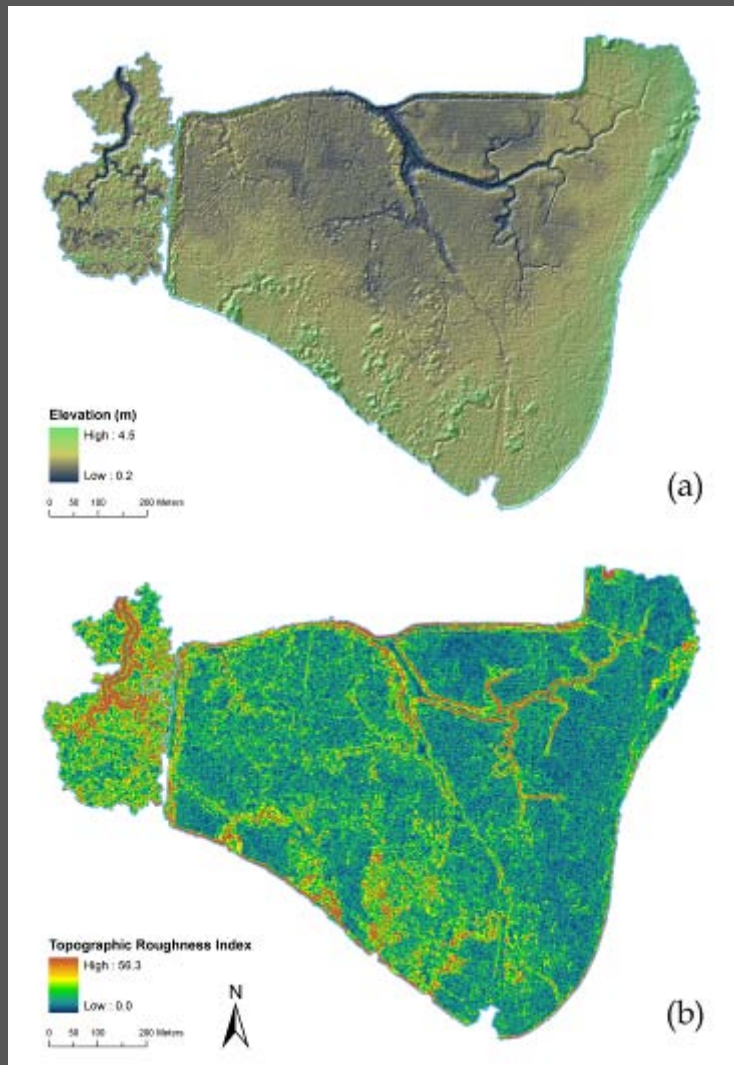 Elevation (m)
High : 4.5
Low : 0.2
0 50 100 200 Meters
(a)
Topographic Roughness Index
High : 56.3
Low : 0.0
0 50 100 200 Meters
N
(b)